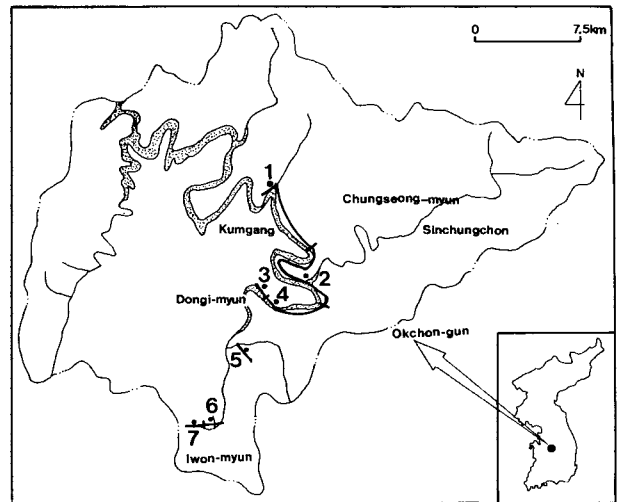 0 7.5km
N
1
Chungseong-myun
Kumgang
Sinchungchon
2
3
Dongi-myun
4
Okchon-gun
5
6
7
Iwon-myun